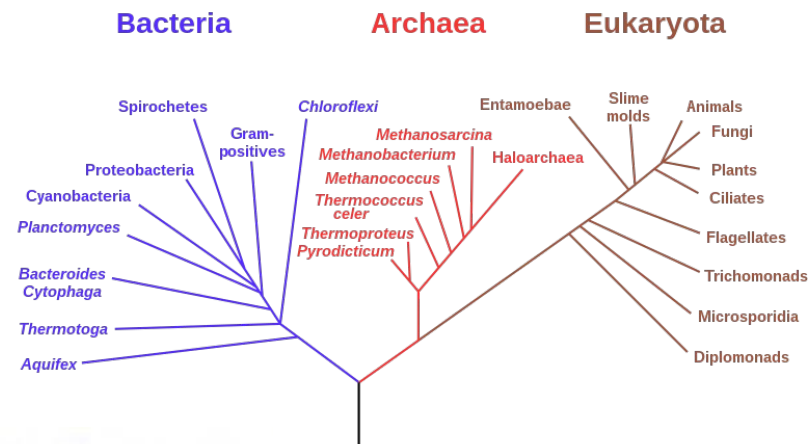 Bacteria
Archaea
Eukaryota
Spirochetes
Chloroflexi
Gram-
positives
Proteobacteria
Cyanobacteria
Planctomyces
Bacteroides
Cytophaga
Thermotoga
Aquifex
Methanosarcina
Methanobacterium
Haloarchaea
Methanococcus
Thermococcus
celer
Thermoproteus
Pyrodicticum
Entamoebae
Slime
molds
Animals
Fungi
Plants
Ciliates
Flagellates
Trichomonads
Microsporidia
Diplomonads